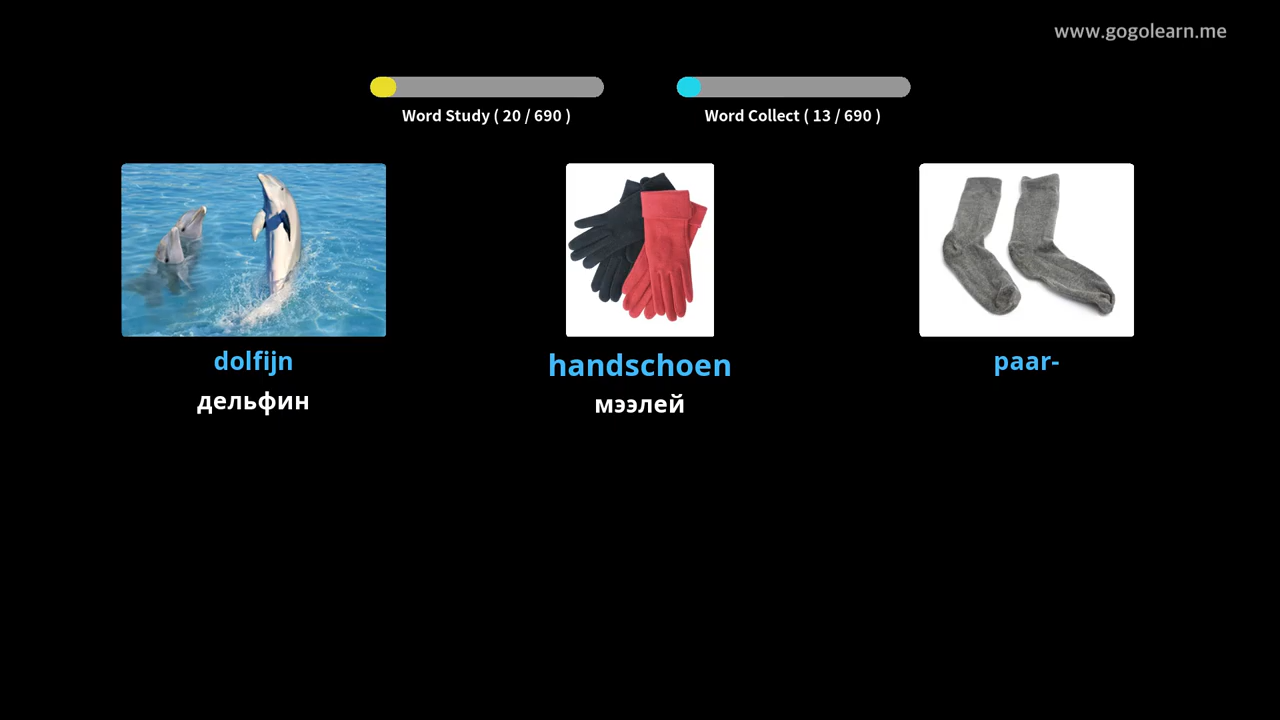 www.gogolearn.me
Word Study ( 20 / 690 )
Word Collect ( 13 / 690 )
dolfijn
handschoen
paar-
дельфин
мээлей